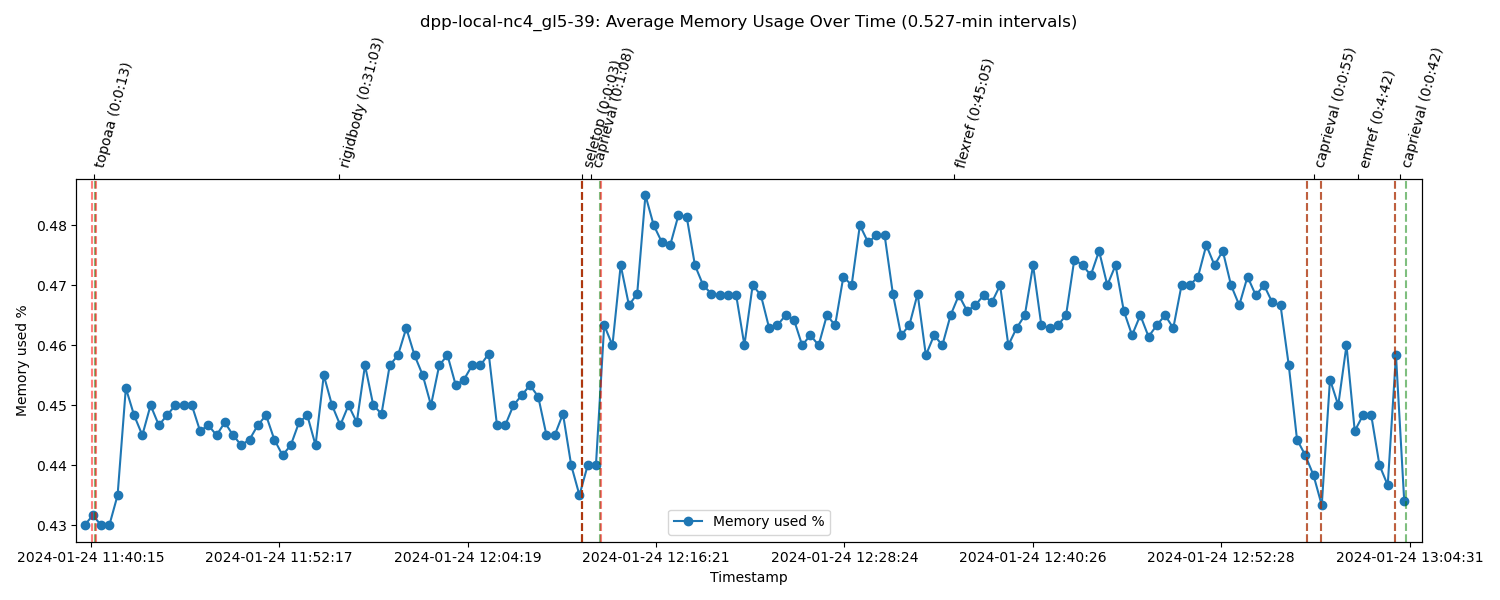 dpp-local-nc4_gl5-39: Average Memory Usage Over Time (0.527-min intervals)
topoaa (0:0:13)
rigidbody (0:31:03)
seletop (0:0:03)
caprieval (0:1:08)
flexref (0:45:05)
caprieval (0:0:55)
emref (0:4:42)
caprieval (0:0:42)
Memory used %
0.48
0.47
0.46
0.45
0.44
0.43
Memory used %
2024-01-24 11:40:15
2024-01-24 11:52:17
2024-01-24 12:04:19
2024-01-24 12:16:21
2024-01-24 12:28:24
2024-01-24 12:40:26
2024-01-24 12:52:28
2024-01-24 13:04:31
Timestamp